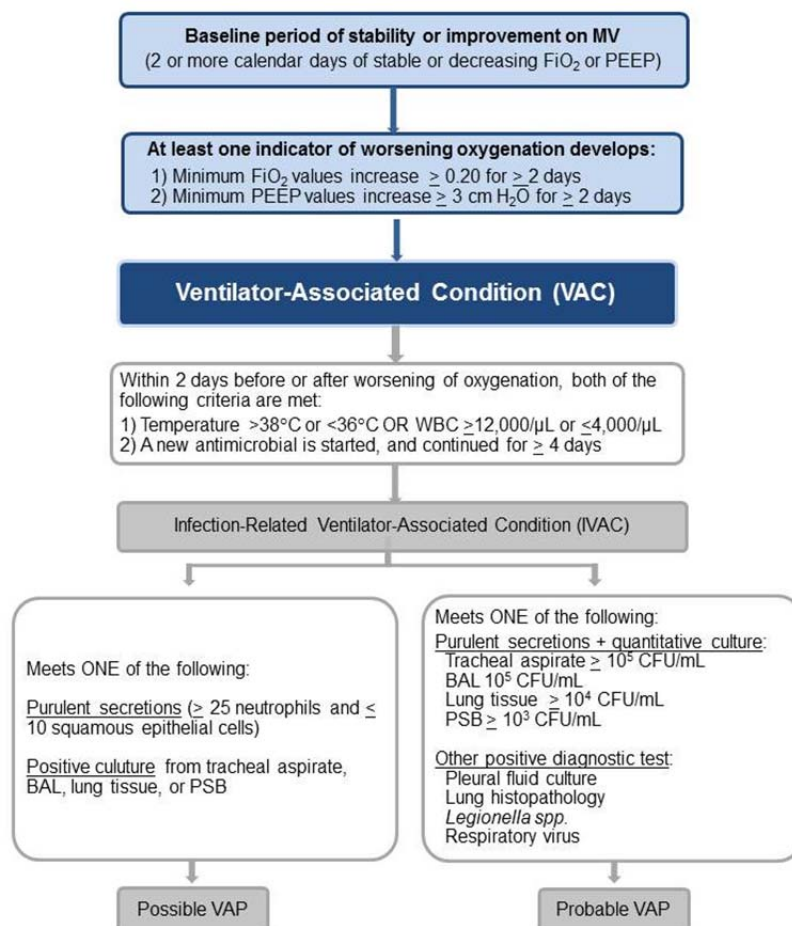 Baseline period of stability or improvement on MV
(2 or more calendar days of stable or decreasing FiO₂ or PEEP)
At least one indicator of worsening oxygenation develops:
1) Minimum FiO₂ values increase ≥ 0.20 for ≥ 2 days
2) Minimum PEEP values increase ≥ 3 cm H₂O for ≥ 2 days
Ventilator-Associated Condition (VAC)
Within 2 days before or after worsening of oxygenation, both of the
following criteria are met:
1) Temperature >38°C or <36°C OR WBC ≥12,000/µL or ≤4,000/µL
2) A new antimicrobial is started, and continued for ≥ 4 days
Infection-Related Ventilator-Associated Condition (IVAC)
Meets ONE of the following:
Purulent secretions (≥ 25 neutrophils and ≤
10 squamous epithelial cells)
Positive culuture from tracheal aspirate,
BAL, lung tissue, or PSB
Possible VAP
Meets ONE of the following:
Purulent secretions + quantitative culture:
Tracheal aspirate ≥ 10⁵ CFU/mL
BAL 10⁵ CFU/mL
Lung tissue ≥ 10⁴ CFU/mL
PSB ≥ 10³ CFU/mL
Other positive diagnostic test:
Pleural fluid culture
Lung histopathology
Legionella spp.
Respiratory virus
Probable VAP